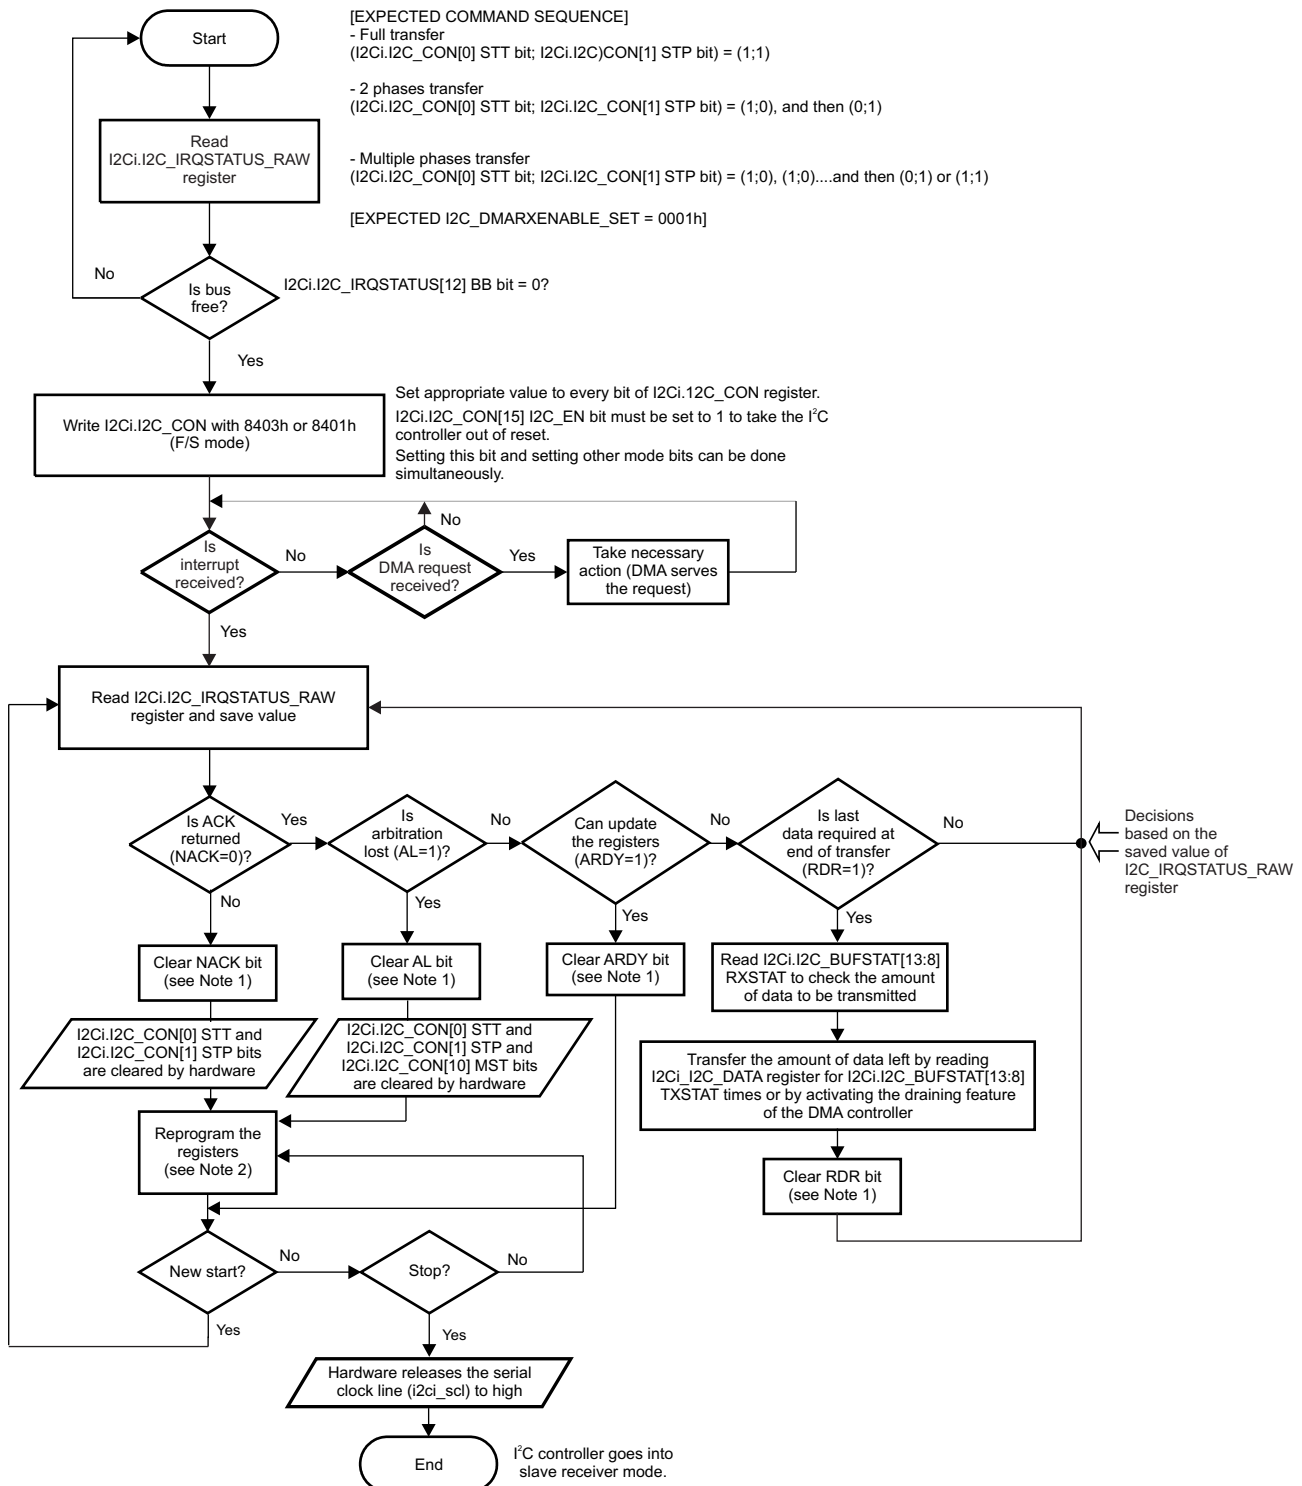 [EXPECTED COMMAND SEQUENCE]
- Full transfer
(I2Ci.I2C_CON[0] STT bit; I2Ci.I2C)CON[1] STP bit) = (1;1)
- 2 phases transfer
(I2Ci.I2C_CON[0] STT bit; I2Ci.I2C_CON[1] STP bit) = (1;0), and then (0;1)
- Multiple phases transfer
(I2Ci.I2C_CON[0] STT bit; I2Ci.I2C_CON[1] STP bit) = (1;0), (1;0)....and then (0;1) or (1;1)
[EXPECTED I2C_DMARXENABLE_SET = 0001h]
Start
Read
I2Ci.I2C_IRQSTATUS_RAW
register
No
Is bus
free?
I2Ci.I2C_IRQSTATUS[12] BB bit = 0?
Yes
Write I2Ci.I2C_CON with 8403h or 8401h
(F/S mode)
Set appropriate value to every bit of I2Ci.12C_CON register.
I2Ci.I2C_CON[15] I2C_EN bit must be set to 1 to take the I²C
controller out of reset.
Setting this bit and setting other mode bits can be done
simultaneously.
Is
interrupt
received?
No
Is
DMA request
received?
No
Yes
Take necessary
action (DMA serves
the request)
Yes
Read I2Ci.I2C_IRQSTATUS_RAW
register and save value
Is ACK
returned
(NACK=0)?
Yes
Is
arbitration
lost (AL=1)?
No
Can update
the registers
(ARDY=1)?
No
Is last
data required at
end of transfer
(RDR=1)?
No
Decisions
based on the
saved value of
I2C_IRQSTATUS_RAW
register
No
Yes
Yes
Yes
Clear NACK bit
(see Note 1)
Clear AL bit
(see Note 1)
Clear ARDY bit
(see Note 1)
Read I2Ci.I2C_BUFSTAT[13:8]
RXSTAT to check the amount
of data to be transmitted
I2Ci.I2C_CON[0] STT and
I2Ci.I2C_CON[1] STP bits
are cleared by hardware
I2Ci.I2C_CON[0] STT and
I2Ci.I2C_CON[1] STP and
I2Ci.I2C_CON[10] MST bits
are cleared by hardware
Transfer the amount of data left by reading
I2Ci_I2C_DATA register for I2Ci.I2C_BUFSTAT[13:8]
TXSTAT times or by activating the draining feature
of the DMA controller
Reprogram the
registers
(see Note 2)
Clear RDR bit
(see Note 1)
New start?
No
Stop?
No
Yes
Yes
Hardware releases the serial
clock line (i2ci_scl) to high
End
I²C controller goes into
slave receiver mode.